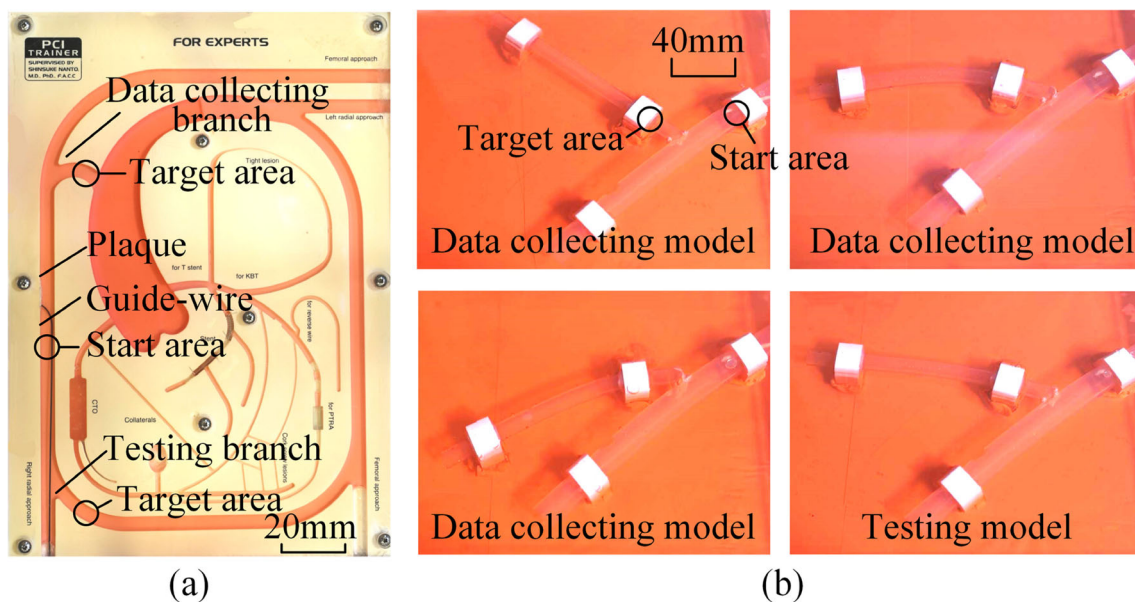 PCI
TRAINER
SUPERVISED BY
SHINSUKE NANTO,
M.D. PhD. F.A.C.C
FOR EXPERTS
Femoral approach
Data collecting
branch
Left radial approach
Tight lesion
Target area
Plaque
for T stent
for KBT
Guide-wire
for reverse wire
Start area
Stent
CTO
Collaterals
for PTRA
Testing branch
lesions
Right radial approach
Femoral approach
Target area
20mm
(a)
40mm
Target area
Start area
Data collecting model
Data collecting model
Data collecting model
Testing model
(b)